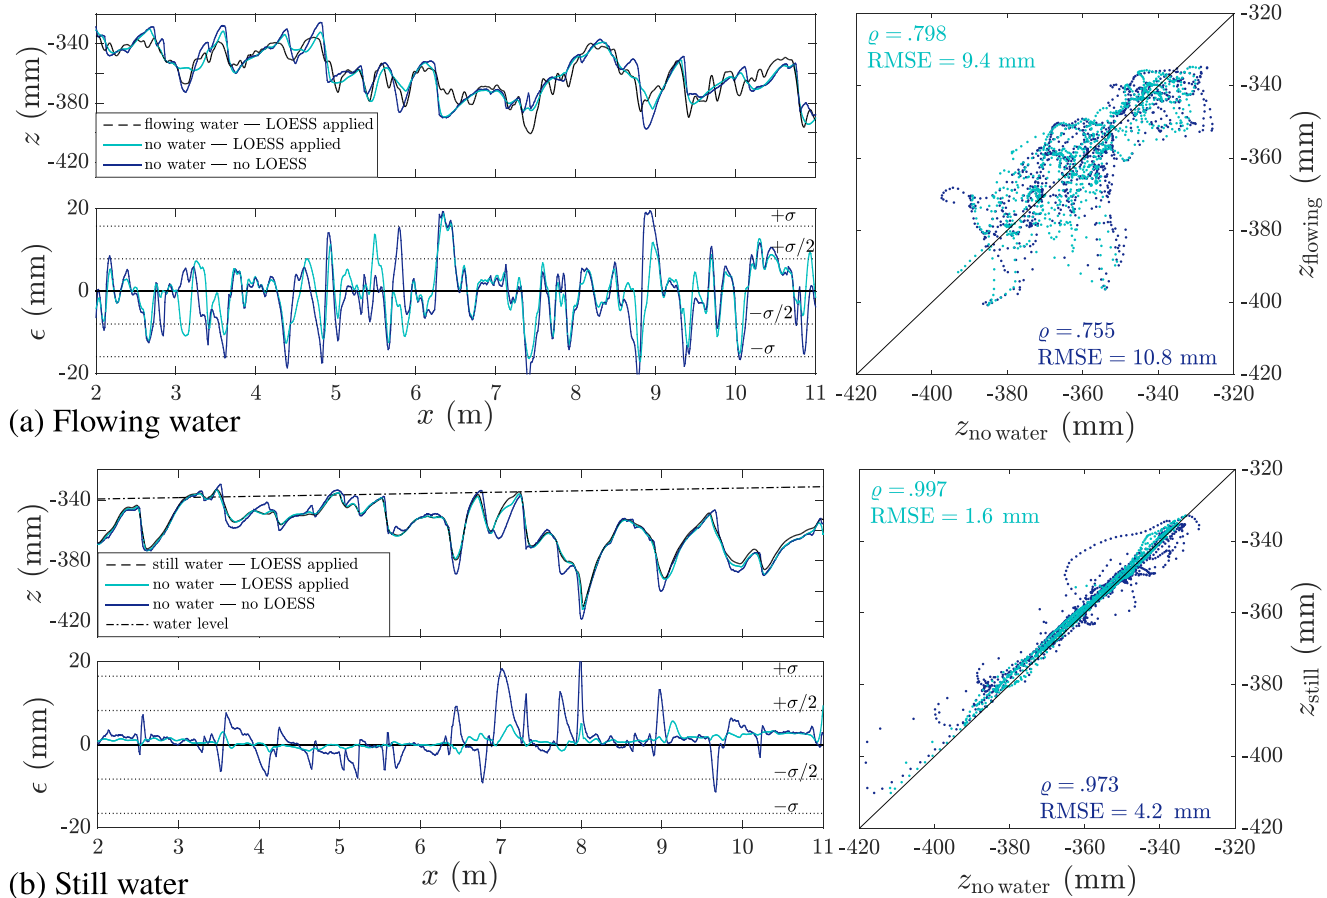 -340
-380
-420
z (mm)
flowing water — LOESS applied
no water — LOESS applied
no water — no LOESS
20
0
-20
ϵ (mm)
+σ
+σ/2
−σ/2
−σ
2 3 4 5 6 7 8 9 10 11
x (m)
(a) Flowing water
ϱ = .798
RMSE = 9.4 mm
ϱ = .755
RMSE = 10.8 mm
-320
-340
-360
-380
-400
-420
z flowing (mm)
-420 -400 -380 -360 -340 -320
z no water (mm)
-340
-380
-420
z (mm)
still water — LOESS applied
no water — LOESS applied
no water — no LOESS
water level
20
0
-20
ϵ (mm)
+σ
+σ/2
−σ/2
−σ
2 3 4 5 6 7 8 9 10 11
x (m)
(b) Still water
ϱ = .997
RMSE = 1.6 mm
ϱ = .973
RMSE = 4.2 mm
-320
-340
-360
-380
-400
-420
z still (mm)
-420 -400 -380 -360 -340 -320
z no water (mm)